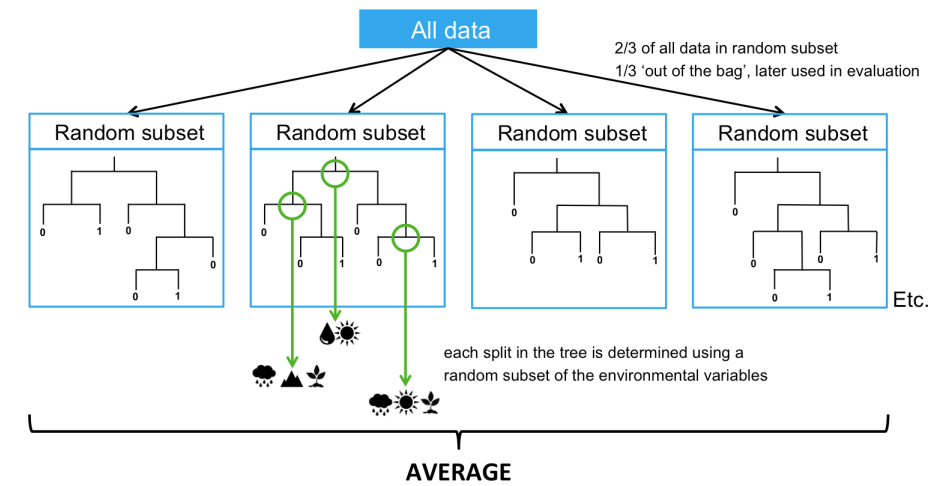 All data
2/3 of all data in random subset
1/3 ‘out of the bag’, later used in evaluation
Random subset
Random subset
Random subset
Random subset
0
1
0
0
0
1
0
0
1
0
1
0
0
1
0
1
0
0
0
1
0
1
Etc.
each split in the tree is determined using a
random subset of the environmental variables
AVERAGE